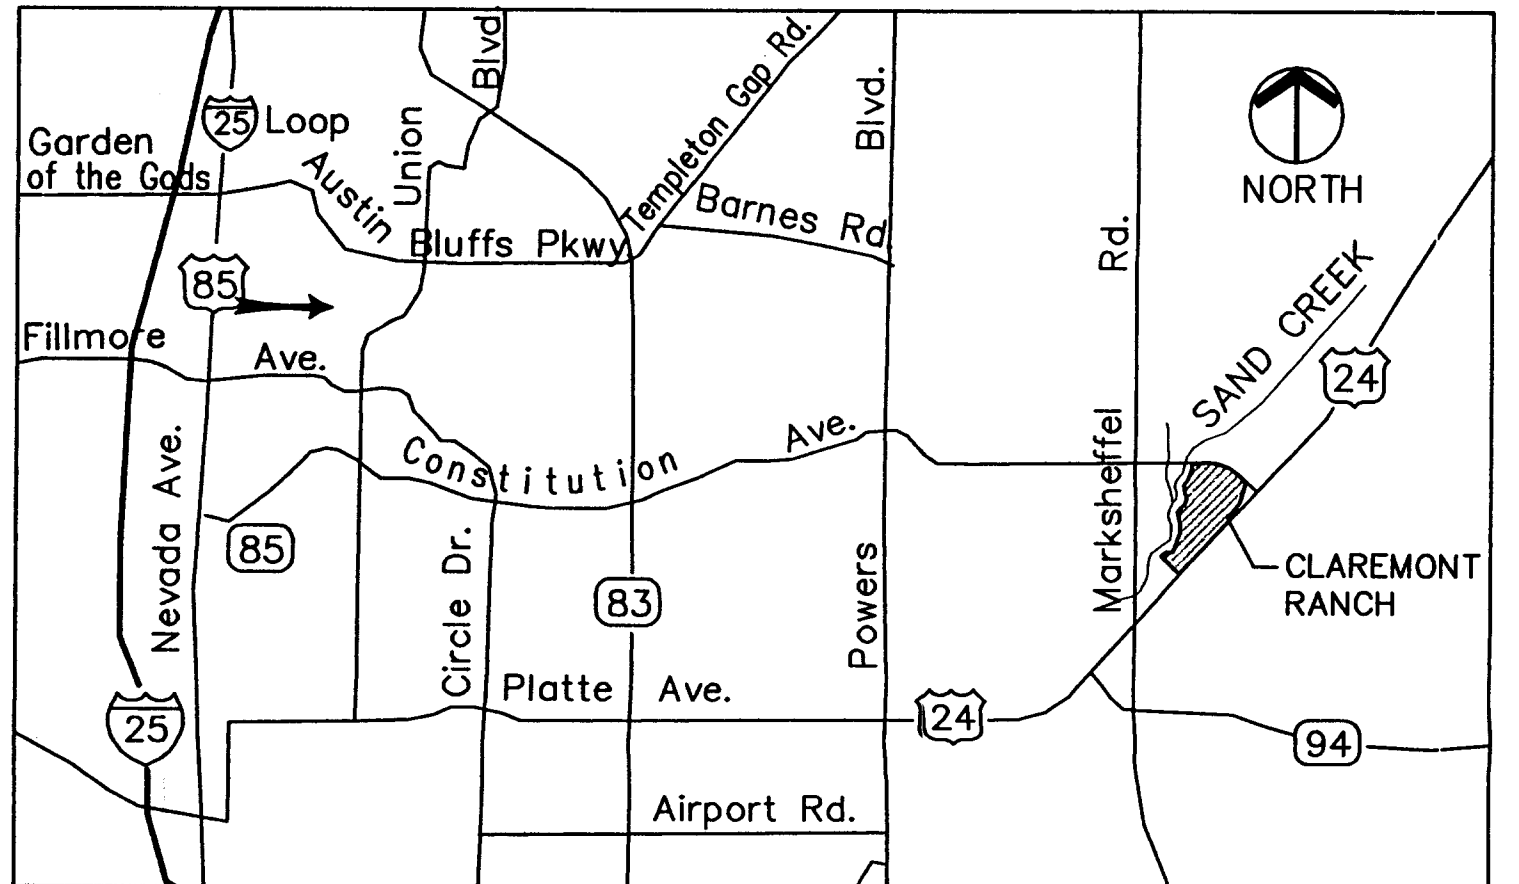 25 Loop
Garden
of the Gods
Austin
Bluffs Pkwy
Union
Blvd
Templeton Gap Rd.
Barnes Rd
Blvd.
Powers
Rd.
Marksheffel
NORTH
SAND CREEK
24
85
Fillmore
Ave.
Constitution
Ave.
Nevada Ave.
85
Circle Dr.
83
CLAREMONT
RANCH
Platte Ave.
25
24
94
Airport Rd.